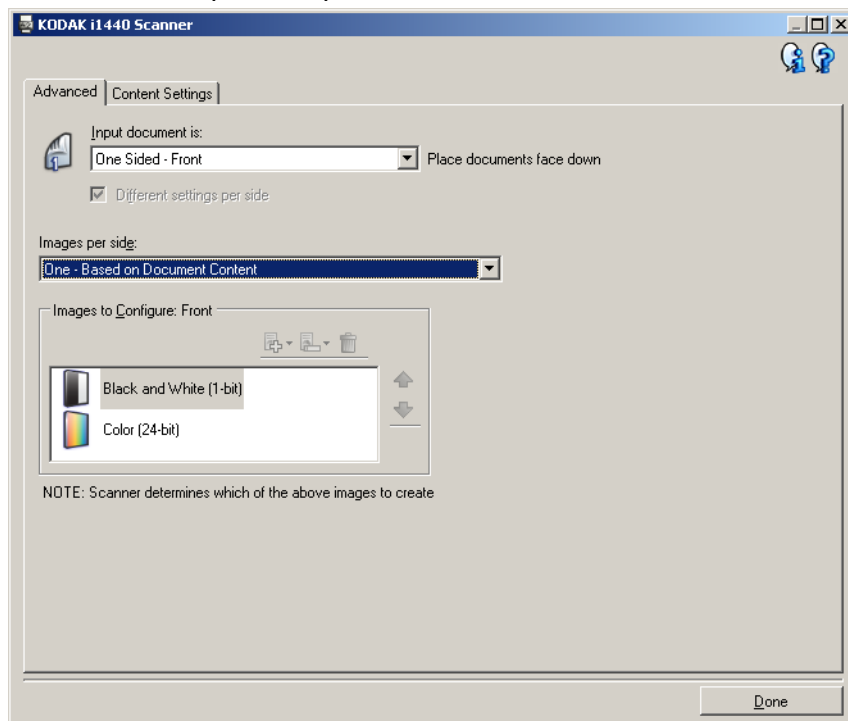 KODAK i1440 Scanner
Advanced Content Settings
Input document is:
One Sided - Front Place documents face down
Different settings per side
Images per side:
One - Based on Document Content
Images to Configure: Front
Black and White (1-bit)
Color (24-bit)
NOTE: Scanner determines which of the above images to create
Done